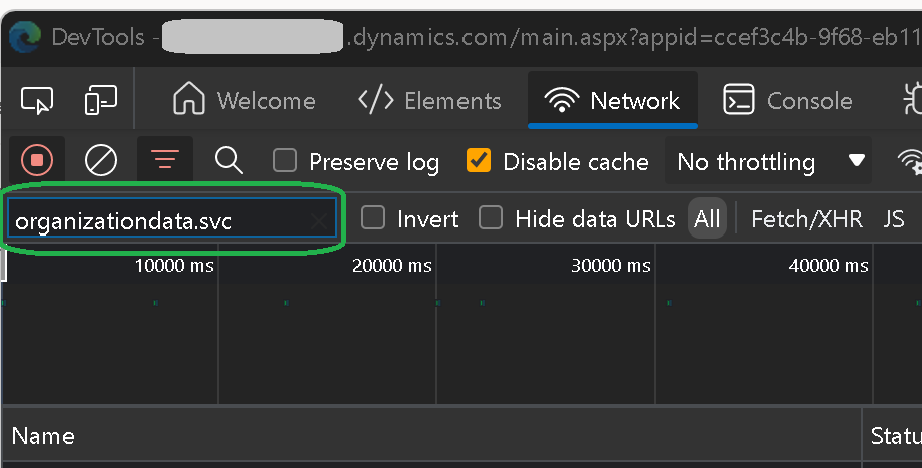 DevTools - .dynamics.com/main.aspx?appid=ccef3c4b-9f68-eb11
Welcome Elements Network Console
Preserve log Disable cache No throttling
organizationdata.svc Invert Hide data URLs All Fetch/XHR JS
10000 ms 20000 ms 30000 ms 40000 ms
Name Statu